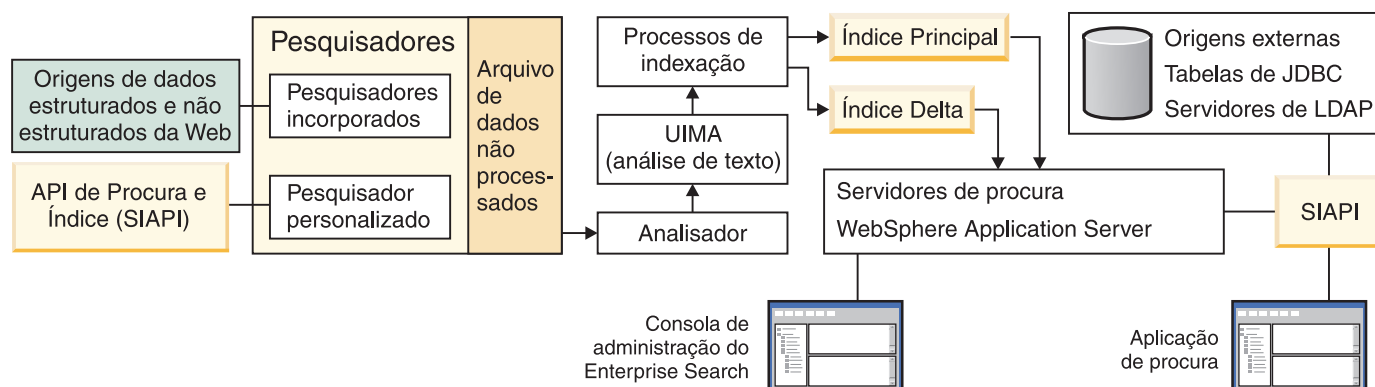 Origens de dados
estruturados e não
estruturados da Web
API de Procura e
Índice (SIAPI)
Pesquisadores
Pesquisadores
incorporados
Pesquisador
personalizado
Arquivo
de
dados
não
proces-
sados
Processos de
indexação
UIMA
(análise de texto)
Analisador
Índice Principal
Índice Delta
Servidores de procura
WebSphere Application Server
Origens externas
Tabelas de JDBC
Servidores de LDAP
SIAPI
Consola de
administração do
Enterprise Search
Aplicação
de procura